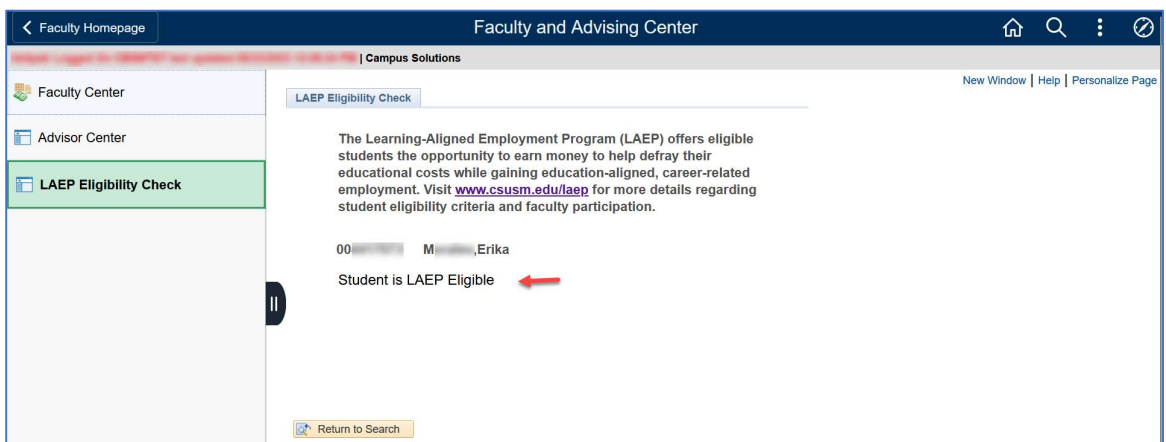 Faculty Homepage
Faculty and Advising Center
| Campus Solutions
New Window | Help | Personalize Page
Faculty Center
Advisor Center
LAEP Eligibility Check
LAEP Eligibility Check
The Learning-Aligned Employment Program (LAEP) offers eligible
students the opportunity to earn money to help defray their
educational costs while gaining education-aligned, career-related
employment. Visit www.csusm.edu/laep for more details regarding
student eligibility criteria and faculty participation.
00 M ,Erika
Student is LAEP Eligible
Return to Search